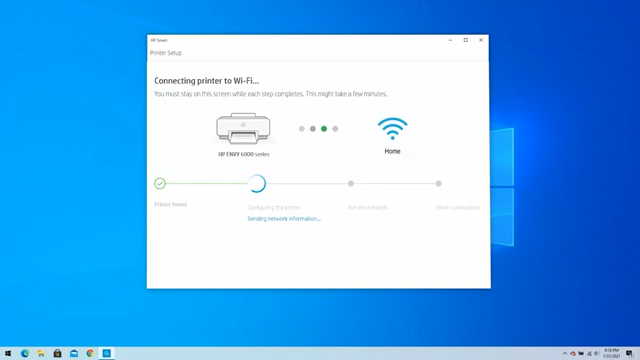 HP Smart
Printer Setup
Connecting printer to Wi-Fi...
You must stay on this screen while each step completes. This might take a few minutes.
HP ENVY 6000 series
Home
Printer found
Configuring the printer
Join the network
Finish connections
Sending network information...